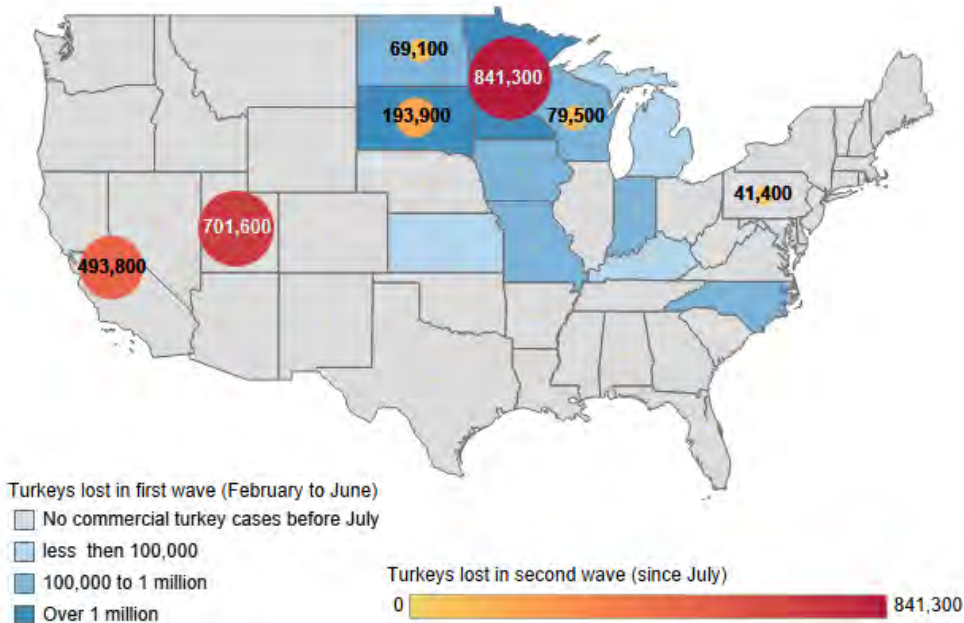 69,100
841,300
193,900
79,500
41,400
701,600
493,800
Turkeys lost in first wave (February to June)
No commercial turkey cases before July
less then 100,000
100,000 to 1 million
Over 1 million
Turkeys lost in second wave (since July)
0
841,300